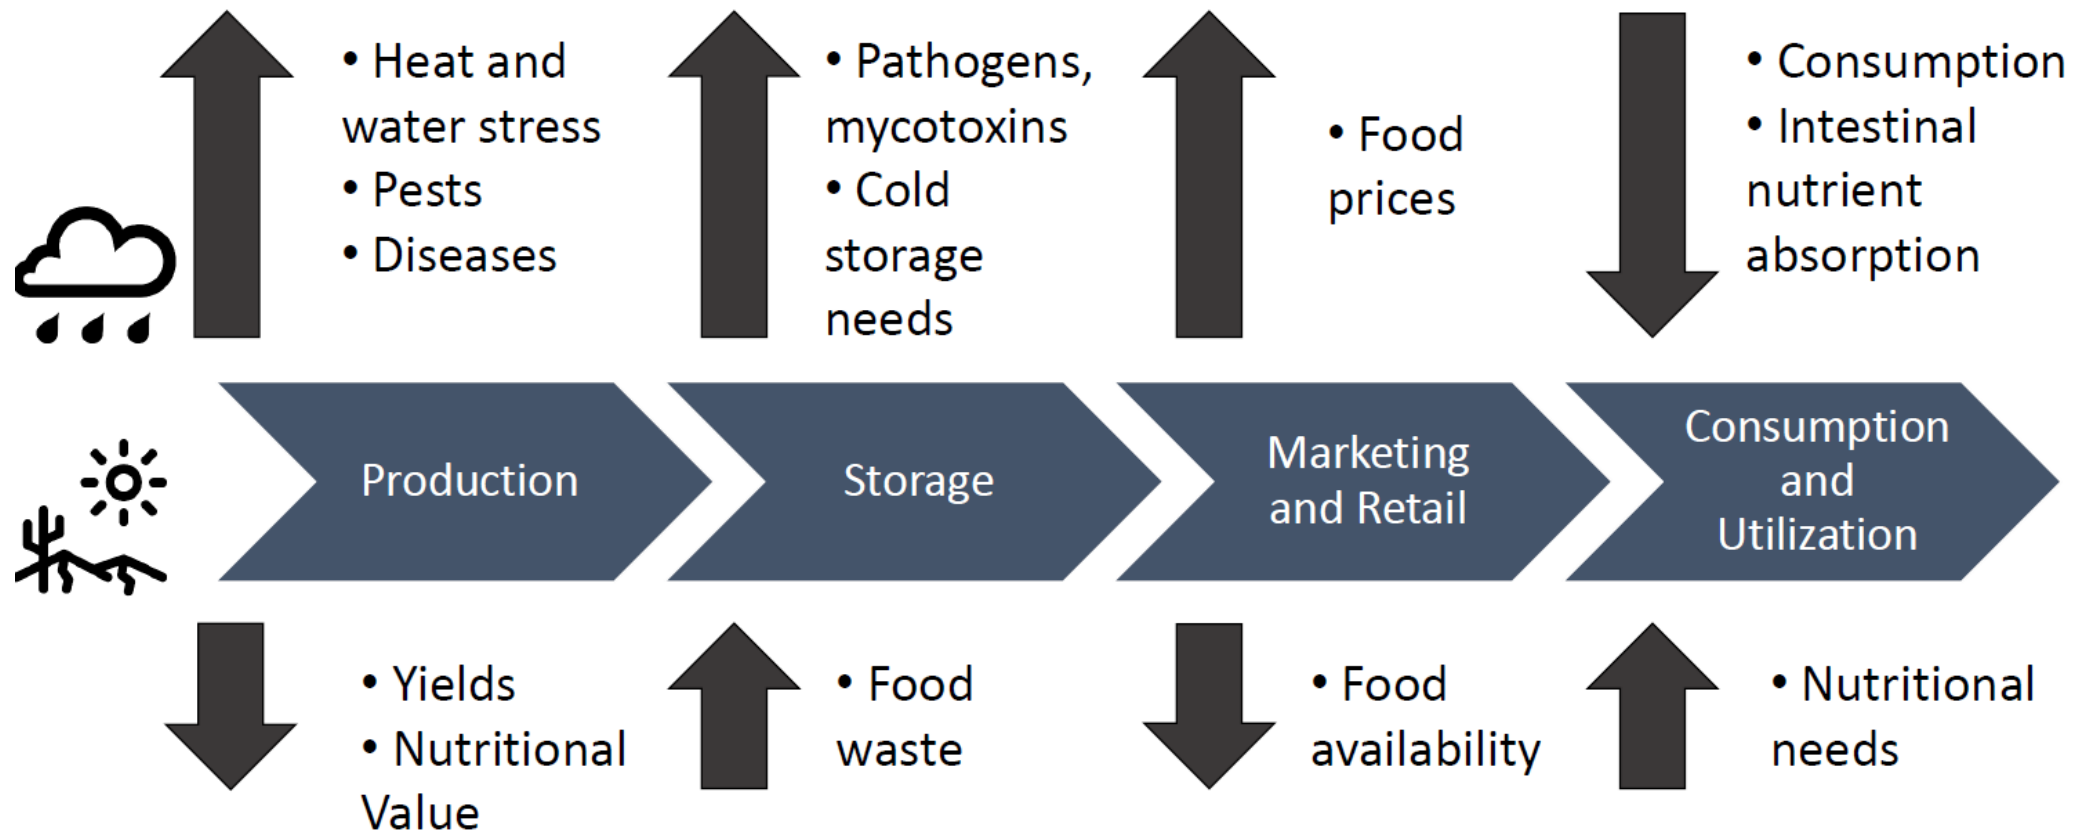 • Heat and
water stress
• Pests
• Diseases
• Pathogens,
mycotoxins
• Cold
storage
needs
• Food
prices
• Consumption
• Intestinal
nutrient
absorption
Production
Storage
Marketing
and Retail
Consumption
and
Utilization
• Yields
• Nutritional
Value
• Food
waste
• Food
availability
• Nutritional
needs